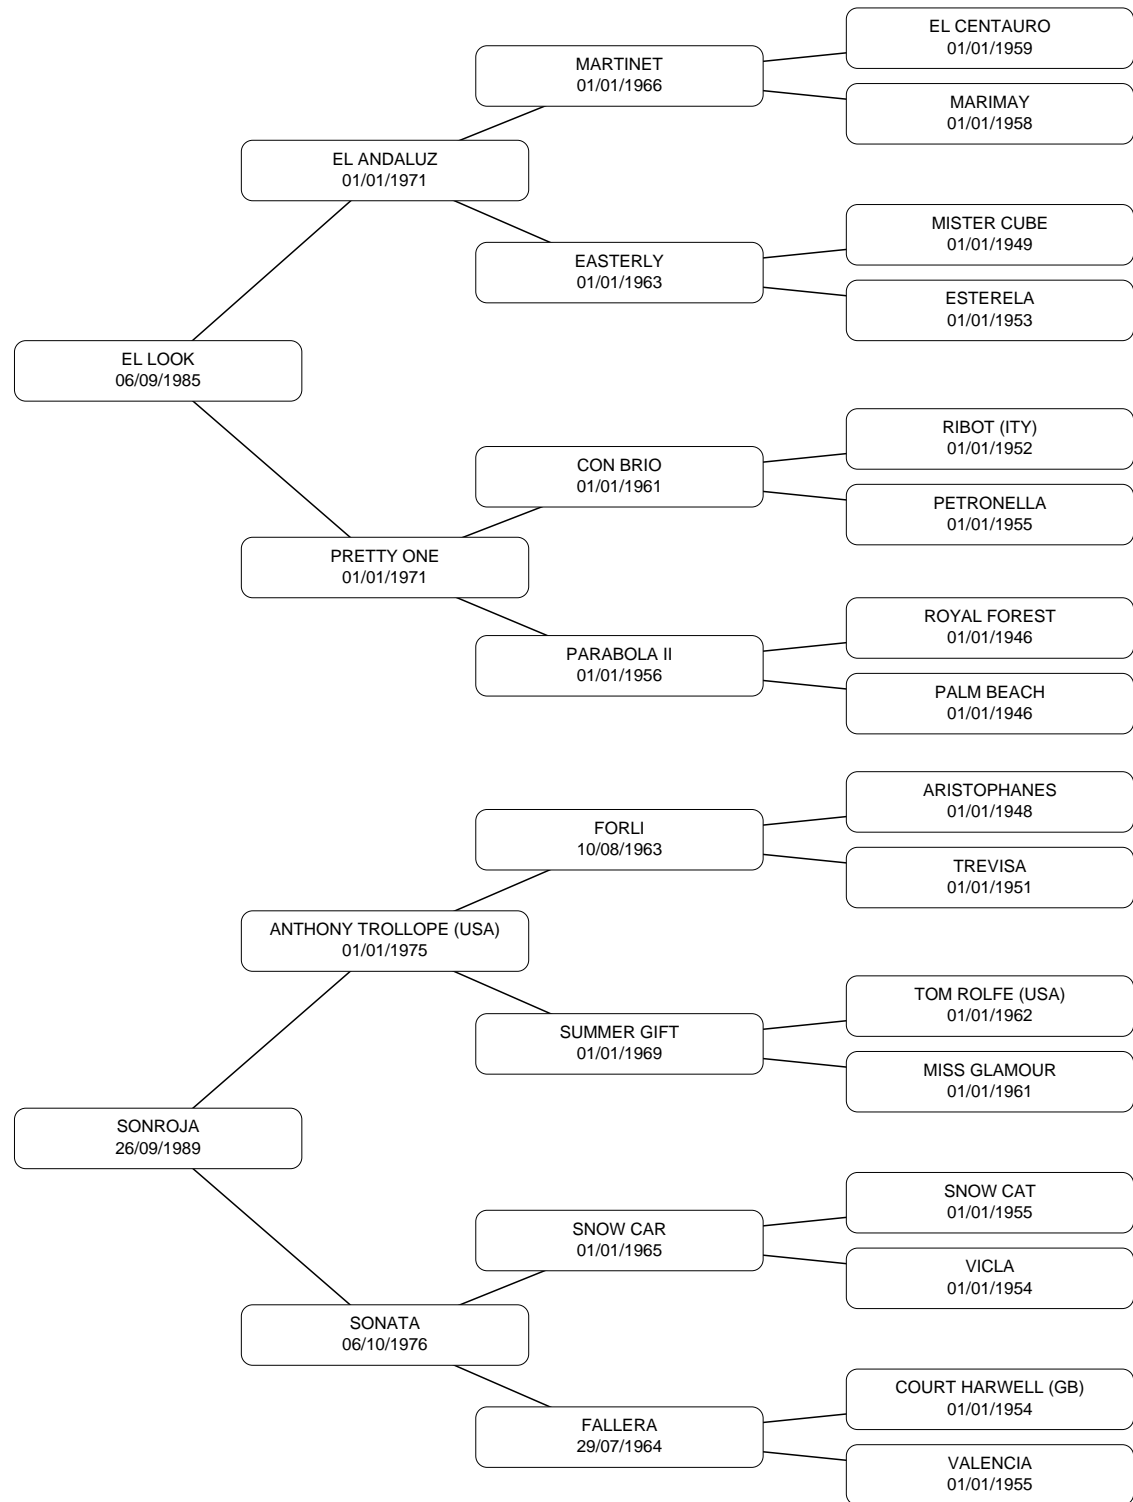 EL CENTAURO
01/01/1959
MARTINET
01/01/1966
MARIMAY
01/01/1958
EL ANDALUZ
01/01/1971
MISTER CUBE
01/01/1949
EASTERLY
01/01/1963
ESTERELA
01/01/1953
EL LOOK
06/09/1985
RIBOT (ITY)
01/01/1952
CON BRIO
01/01/1961
PETRONELLA
01/01/1955
PRETTY ONE
01/01/1971
ROYAL FOREST
01/01/1946
PARABOLA II
01/01/1956
PALM BEACH
01/01/1946
ARISTOPHANES
01/01/1948
FORLI
10/08/1963
TREVISA
01/01/1951
ANTHONY TROLLOPE (USA)
01/01/1975
TOM ROLFE (USA)
01/01/1962
SUMMER GIFT
01/01/1969
MISS GLAMOUR
01/01/1961
SONROJA
26/09/1989
SNOW CAT
01/01/1955
SNOW CAR
01/01/1965
VICLA
01/01/1954
SONATA
06/10/1976
COURT HARWELL (GB)
01/01/1954
FALLERA
29/07/1964
VALENCIA
01/01/1955